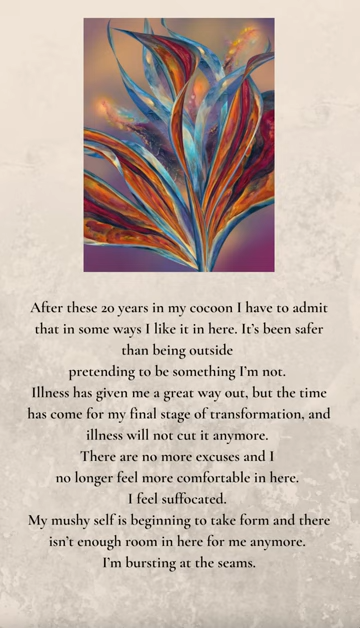 After these 20 years in my cocoon I have to admit
that in some ways I like it in here. It’s been safer
than being outside
pretending to be something I’m not.
Illness has given me a great way out, but the time
has come for my final stage of transformation, and
illness will not cut it anymore.
There are no more excuses and I
no longer feel more comfortable in here.
I feel suffocated.
My mushy self is beginning to take form and there
isn’t enough room in here for me anymore.
I’m bursting at the seams.